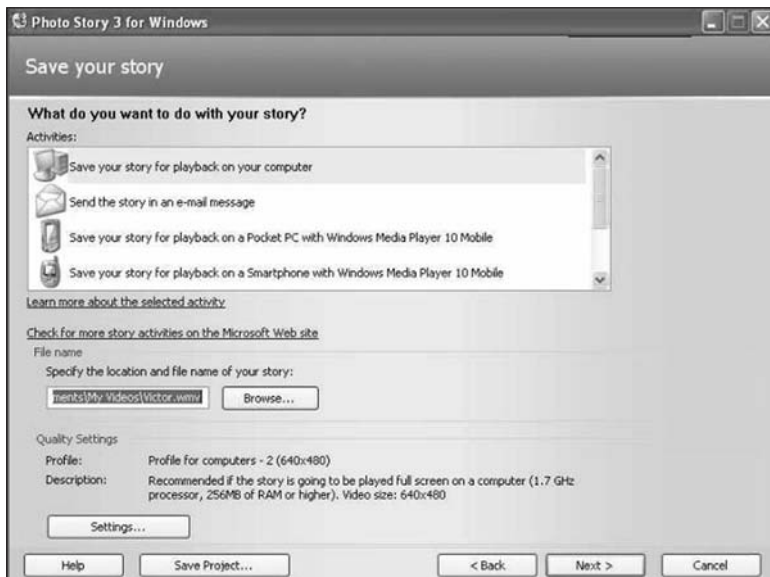 Photo Story 3 for Windows
Save your story
What do you want to do with your story?
Activities:
Save your story for playback on your computer
Send the story in an e-mail message
Save your story for playback on a Pocket PC with Windows Media Player 10 Mobile
Save your story for playback on a Smartphone with Windows Media Player 10 Mobile
Learn more about the selected activity
Check for more story activities on the Microsoft Web site
File name
Specify the location and file name of your story:
ments\My Videos\Victor.wmv
Browse...
Quality Settings
Profile: Profile for computers - 2 (640x480)
Description: Recommended if the story is going to be played full screen on a computer (1.7 GHz
processor, 256MB of RAM or higher). Video size: 640x480
Settings...
Help Save Project... < Back Next > Cancel